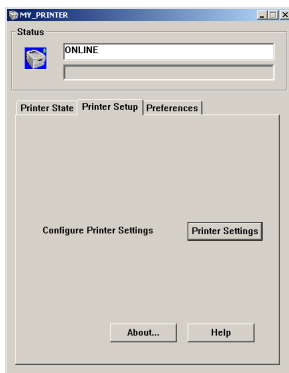 MY_PRINTER
Status
ONLINE
Printer State Printer Setup Preferences
Configure Printer Settings Printer Settings
About... Help